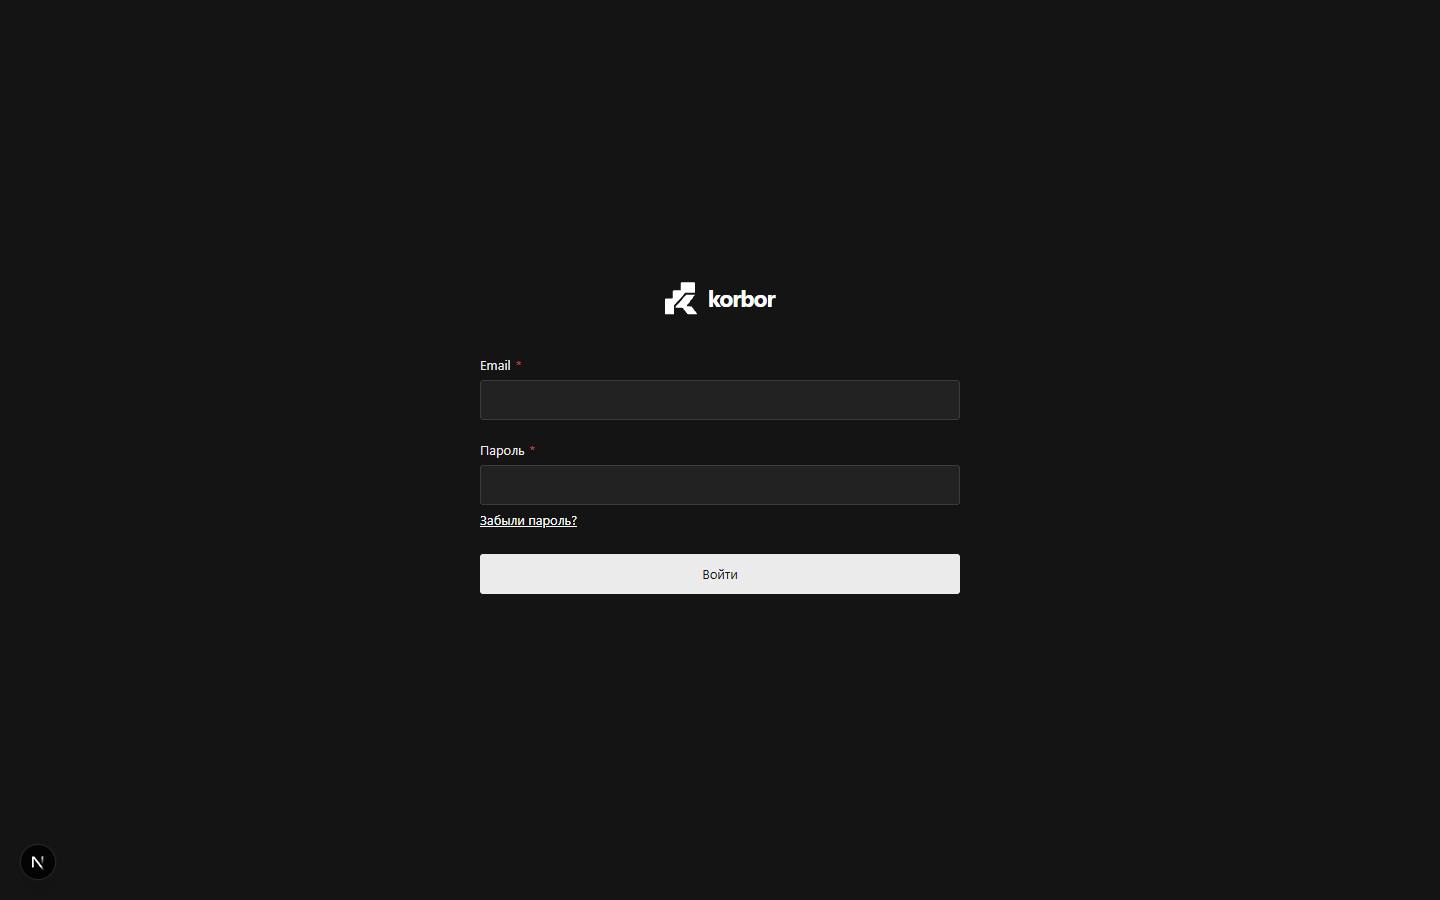 korbor
Email *
Пароль *
Забыли пароль?
Войти
N